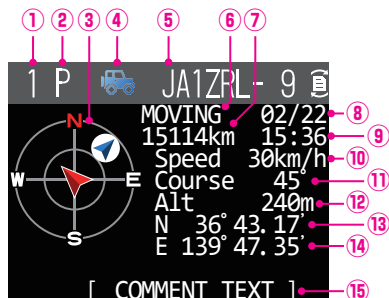 ① ② ③ ④ ⑤ ⑥ ⑦
1 P JA1ZRL- 9
MOVING 02/22 ⑧
15114km 15:36 ⑨
Speed 30km/h ⑩
Course 45° ⑪
Alt 240m ⑫
N 36°43.17' ⑬
E 139°47.35' ⑭
N
W E
S
[ COMMENT TEXT ] ⑮